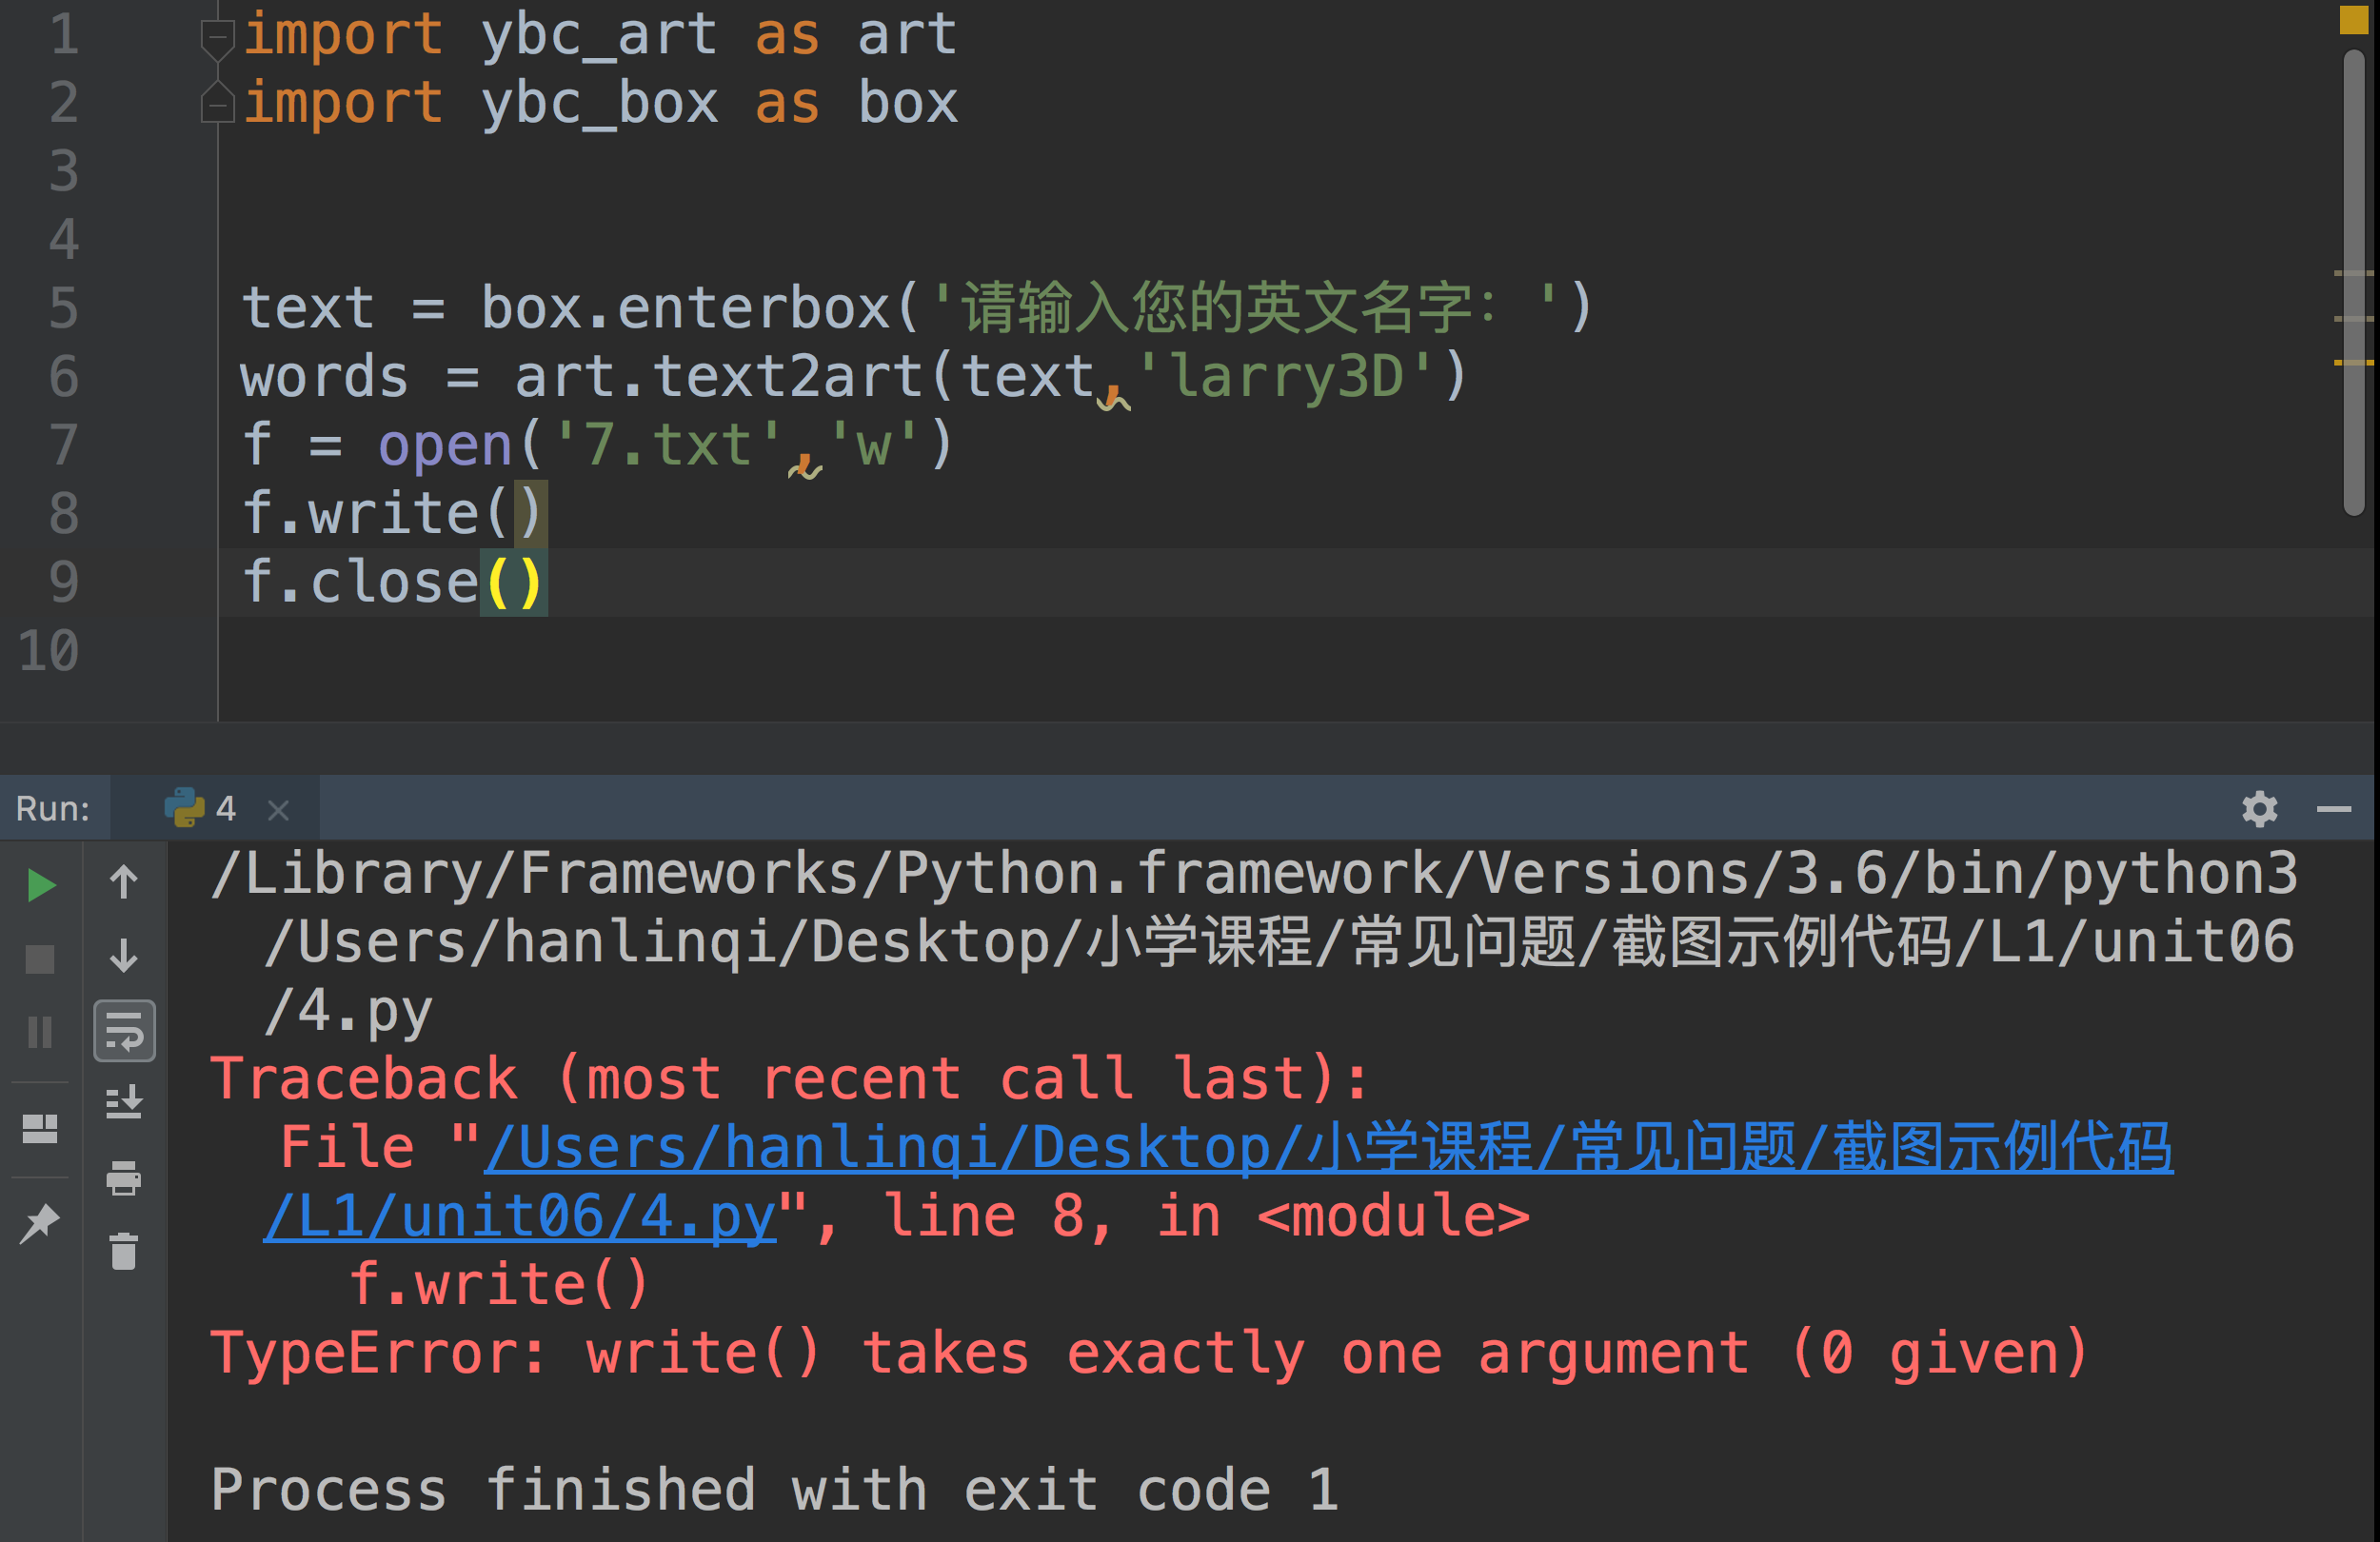 1 import ybc_art as art
2 import ybc_box as box
3
4
5 text = box.enterbox('请输入您的英文名字：')
6 words = art.text2art(text,'larry3D')
7 f = open('7.txt','w')
8 f.write()
9 f.close()
10
Run: 4
/Library/Frameworks/Python.framework/Versions/3.6/bin/python3
/Users/hanlinqi/Desktop/小学课程/常见问题/截图示例代码/L1/unit06
/4.py
Traceback (most recent call last):
File "/Users/hanlinqi/Desktop/小学课程/常见问题/截图示例代码
/L1/unit06/4.py", line 8, in <module>
f.write()
TypeError: write() takes exactly one argument (0 given)
Process finished with exit code 1